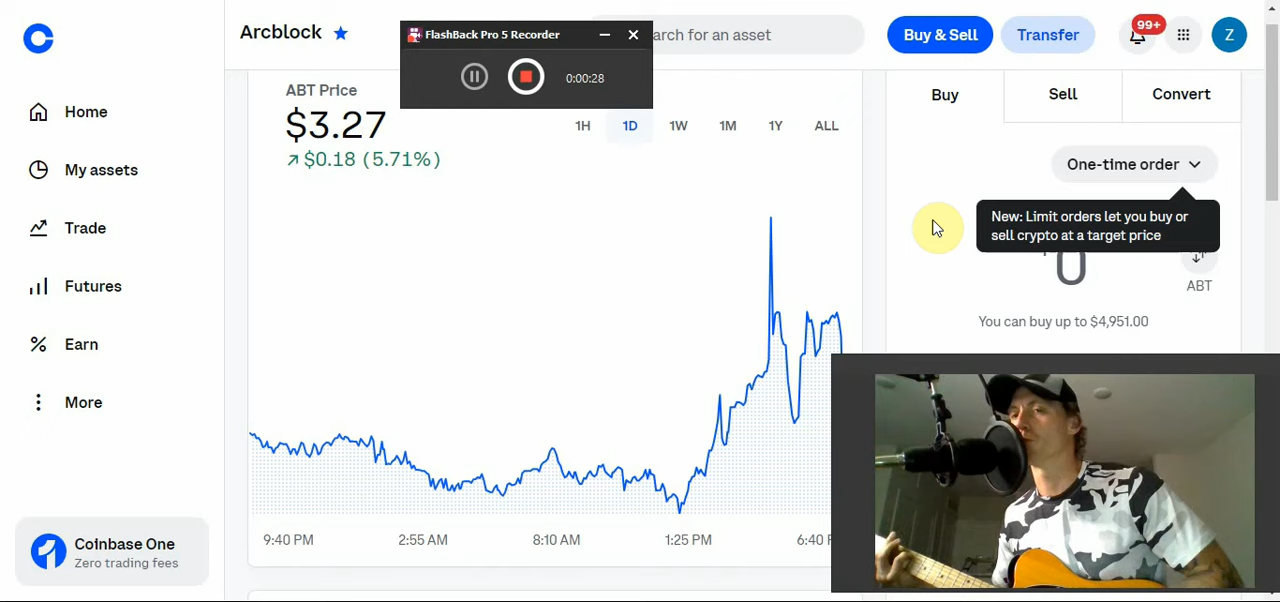 Arcblock
FlashBack Pro 5 Recorder
0:00:28
arch for an asset
Buy & Sell
Transfer
99+
Z
Home
My assets
Trade
Futures
Earn
More
Coinbase One
Zero trading fees
ABT Price
$3.27
$0.18 (5.71%)
1H 1D 1W 1M 1Y ALL
9:40 PM 2:55 AM 8:10 AM 1:25 PM 6:40
Buy Sell Convert
One-time order
New: Limit orders let you buy or
sell crypto at a target price
0
ABT
You can buy up to $4,951.00